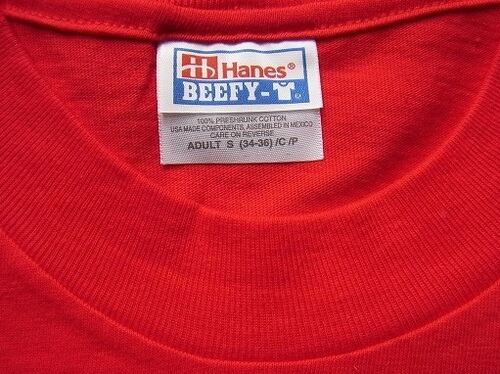 Hanes®
BEEFY-
100% PRESHRUNK COTTON
USA MADE COMPONENTS, ASSEMBLED IN MEXICO
CARE ON REVERSE
ADULT S (34-36) /C /P